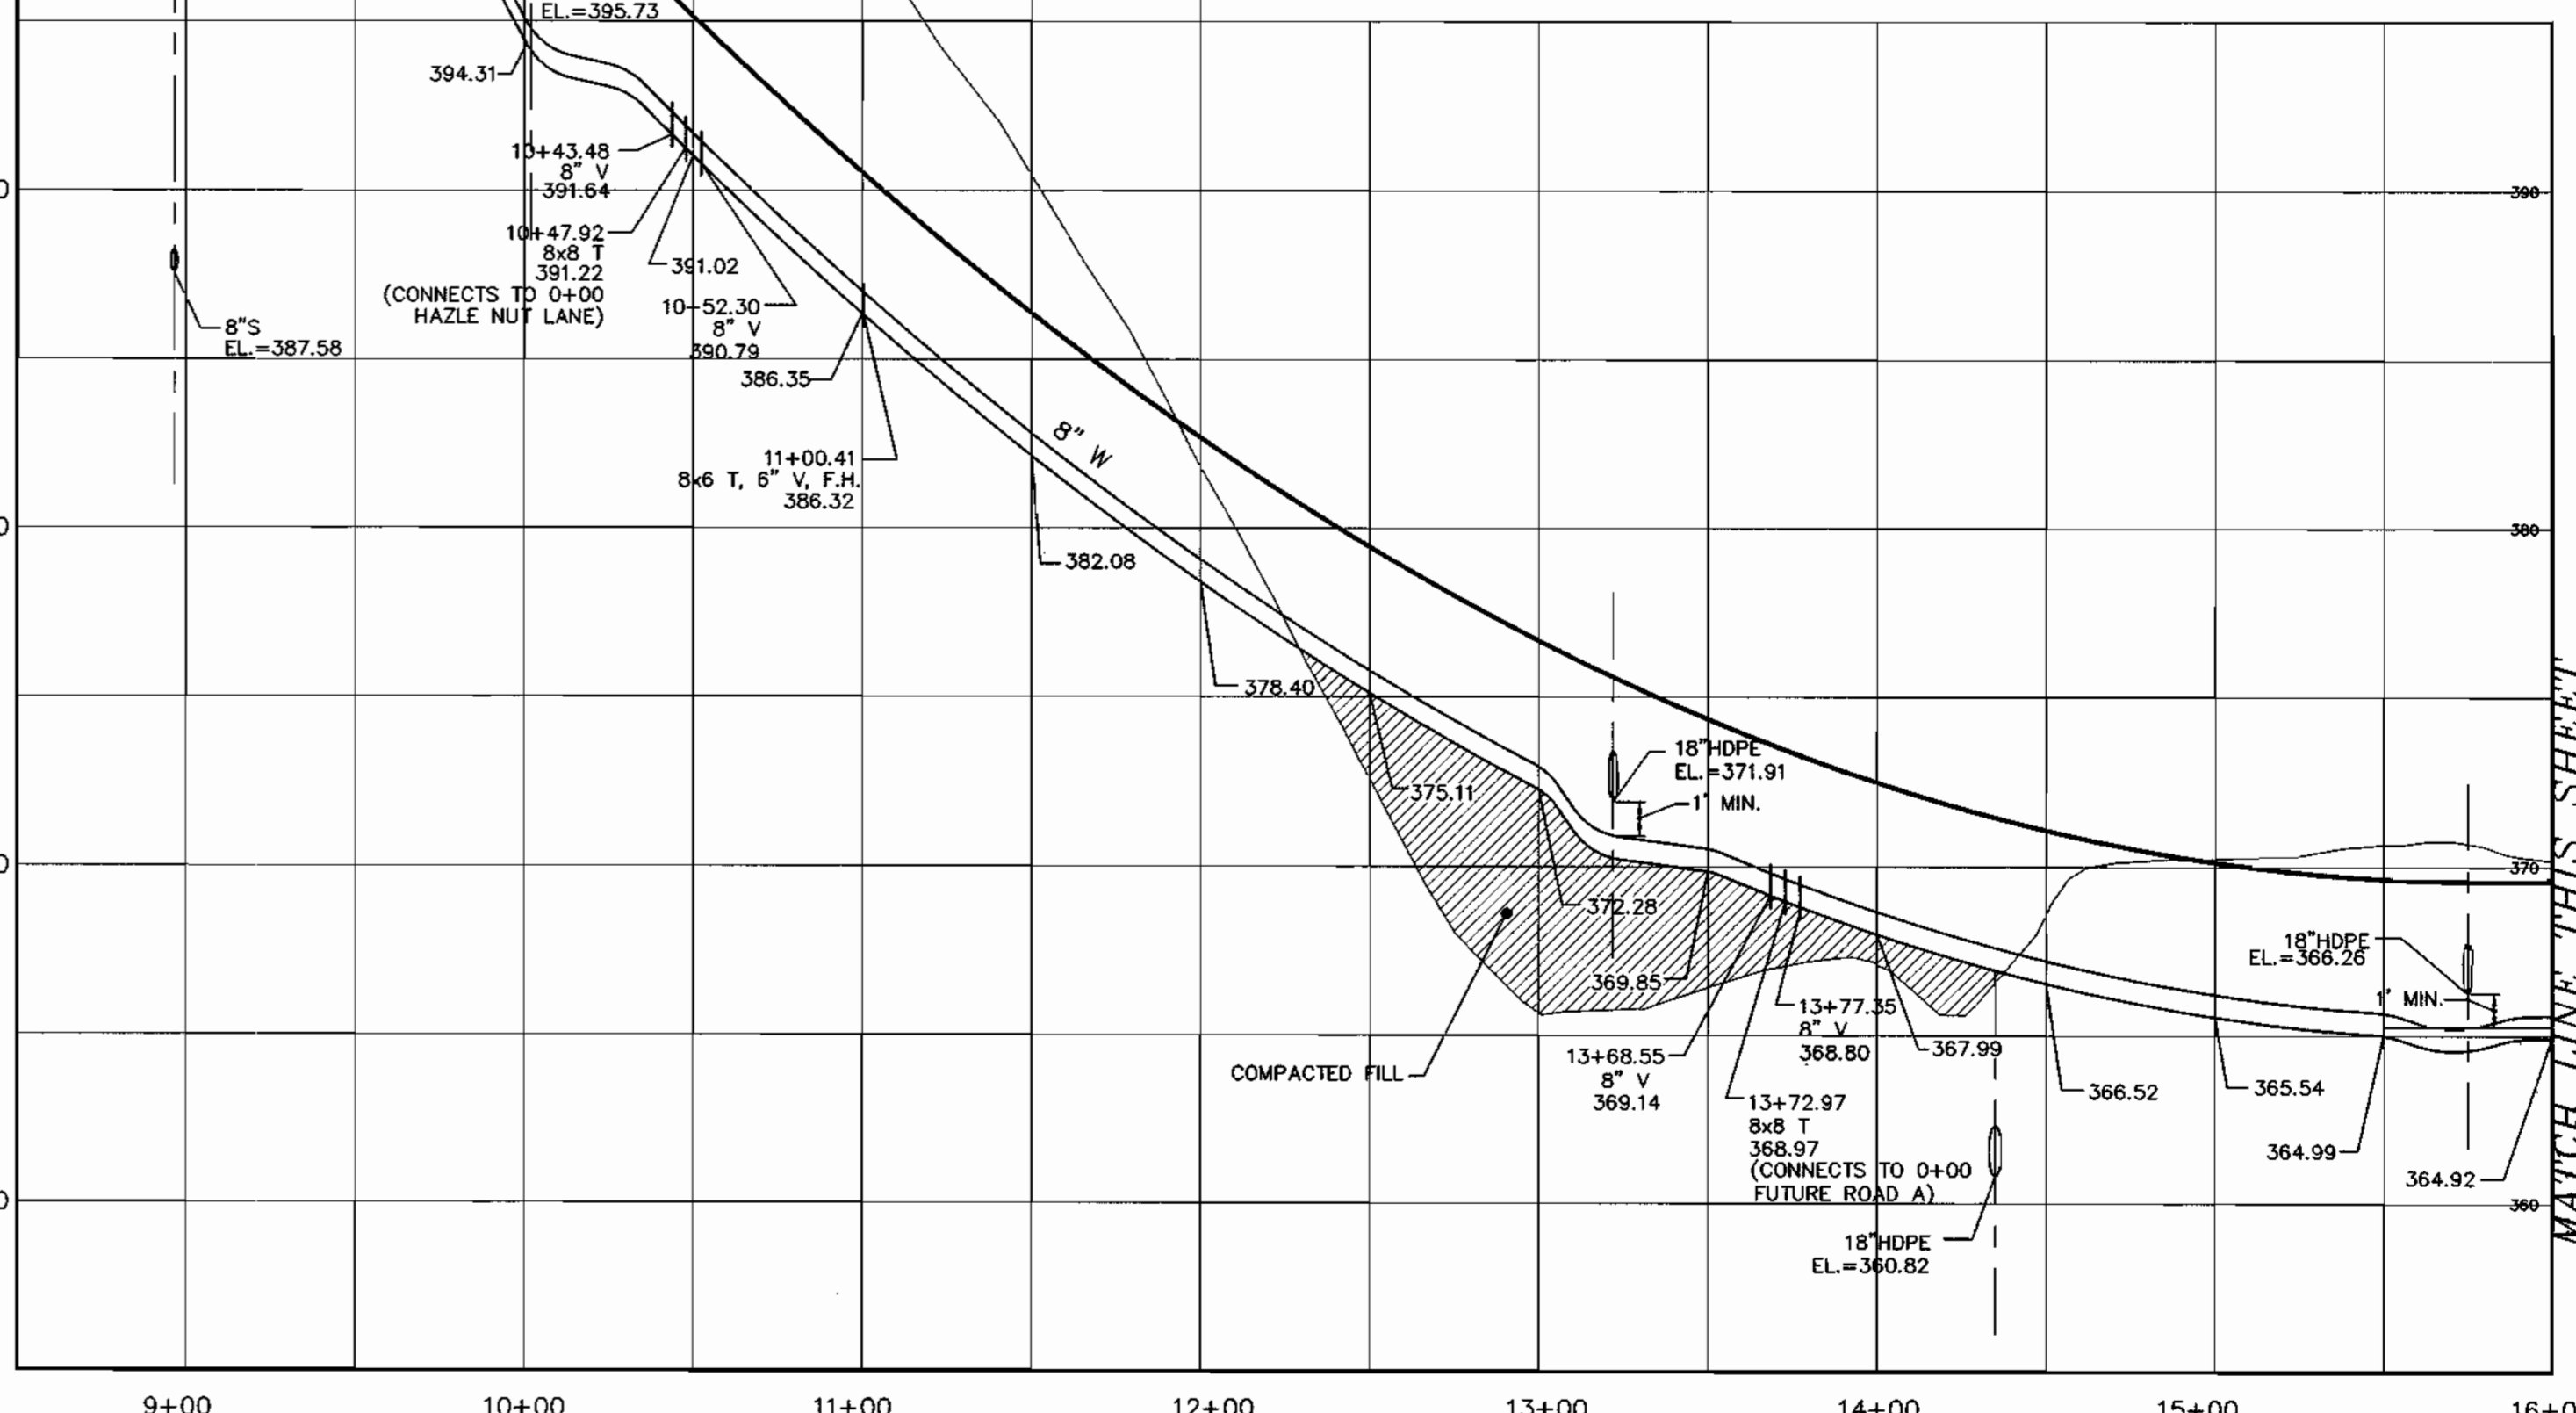 EL.=395.73
394.31
10+43.48
8" V
391.64
10+47.92
8x8 T
391.22
(CONNECTS TO 0+00
HAZLE NUT LANE)
391.02
10+52.30
8" V
390.79
8"S
EL.=387.58
386.35
11+00.41
8x6 T, 6" V, F.H.
386.32
8" W
382.08
378.40
375.11
372.28
18"HDPE
EL.=371.91
1' MIN.
369.85
COMPACTED FILL
13+68.55
8" V
369.14
13+72.97
8x8 T
368.97
(CONNECTS TO 0+00
FUTURE ROAD A)
13+77.35
8" V
368.80
367.99
18"HDPE
EL.=360.82
366.52
365.54
18"HDPE
EL.=366.26
1' MIN.
364.99
364.92
390
380
370
360
MATCH LINE THIS SHEET
9+00
10+00
11+00
12+00
13+00
14+00
15+00